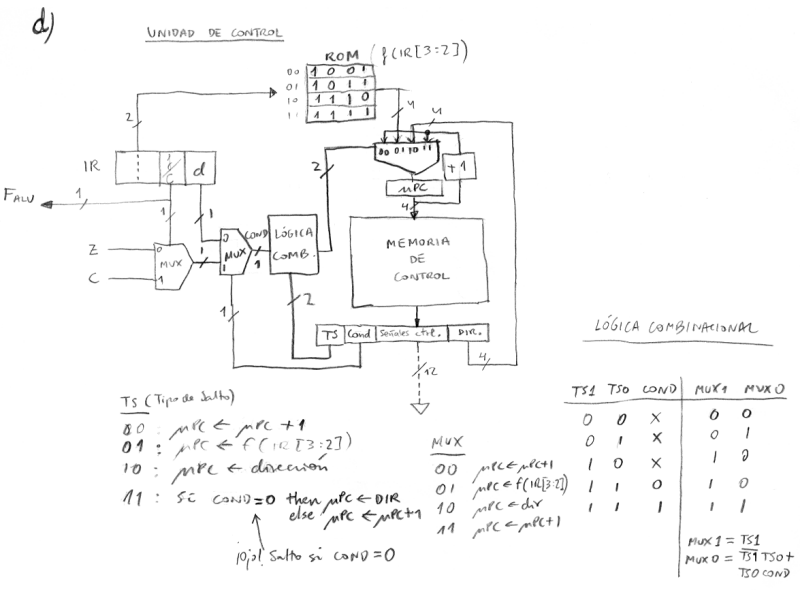 d)
UNIDAD DE CONTROL
ROM
f(IR[3:2])
00 1 0 0 1
01 1 0 1 1
10 1 1 1 0
11 1 1 1 1
4
4
2
IR
d
00 01 10 11
+1
2
μPC
FALU
1
4
1
1
Z
C
0
1
MUX
1
0
1
MUX
COND
1
LÓGICA
COMB.
MEMORIA
DE
CONTROL
1
2
TS Cond Señales ctrl. DIR.
4
12
LÓGICA COMBINACIONAL
TS1 TS0 COND MUX1 MUX0
0 0 X 0 0
0 1 X 0 1
1 0 X 1 0
1 1 0 1 0
1 1 1 1 1
MUX1 = TS1
MUX0 = T̅S̅1̅ TS0 +
TS0 COND
TS (Tipo de Salto)
00 : μPC ← μPC +1
01 : μPC ← f(IR[3:2])
10 : μPC ← dirección
11 : Si COND=0 then μPC ← DIR
else μPC ← μPC+1
¡ojo! Salto si COND=0
MUX
00 μPC ← μPC+1
01 μPC ← f(IR[3:2])
10 μPC ← dir
11 μPC ← μPC+1